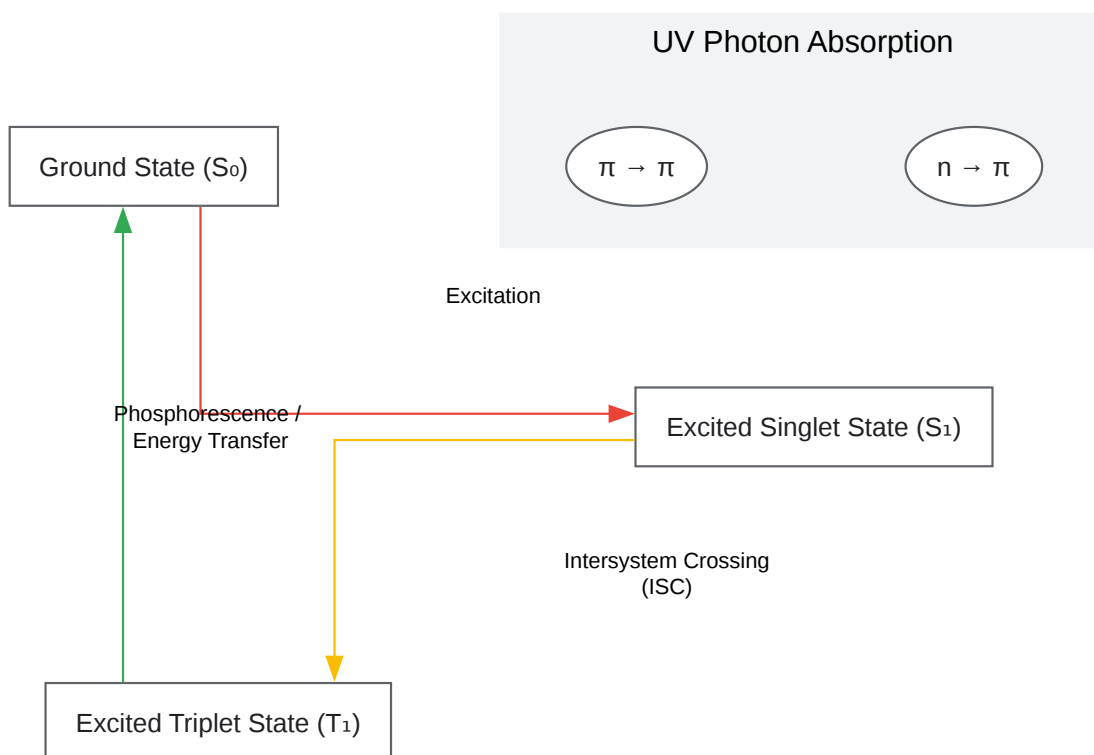 UV Photon Absorption
Ground State (S₀)
π → π
n → π
Excitation
Phosphorescence /
Energy Transfer
Excited Singlet State (S₁)
Intersystem Crossing
(ISC)
Excited Triplet State (T₁)